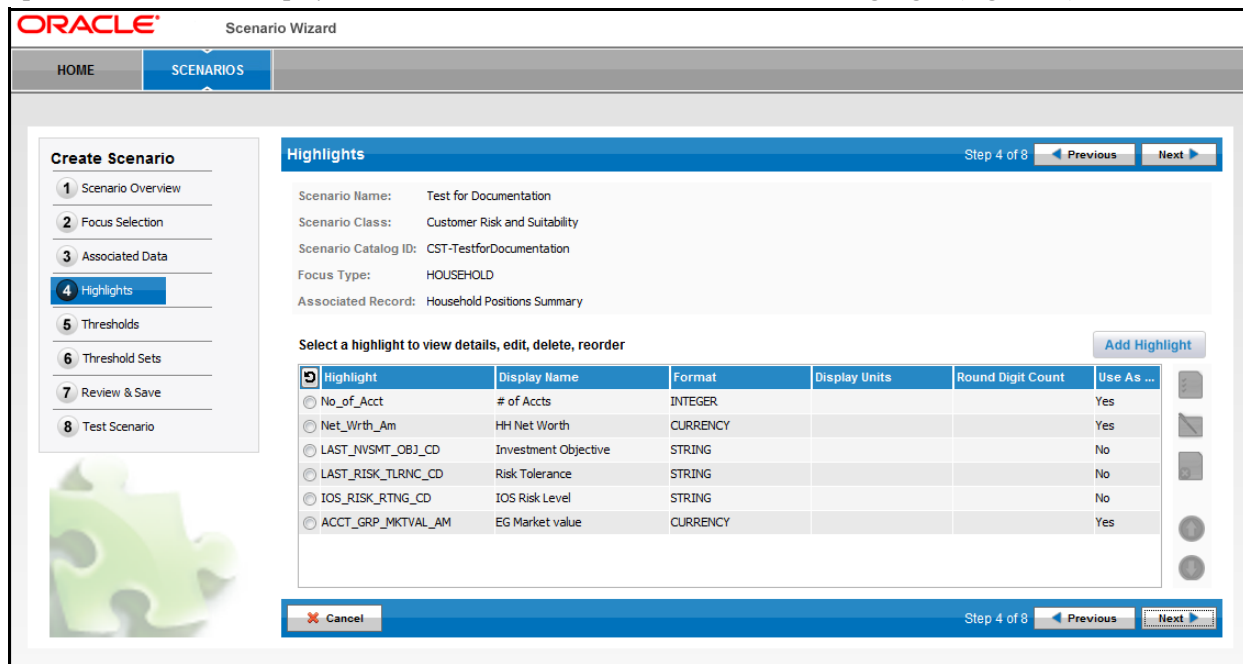 ORACLE Scenario Wizard
HOME SCENARIOS
Create Scenario
1 Scenario Overview
2 Focus Selection
3 Associated Data
4 Highlights
5 Thresholds
6 Threshold Sets
7 Review & Save
8 Test Scenario
Highlights Step 4 of 8 Previous Next
Scenario Name: Test for Documentation
Scenario Class: Customer Risk and Suitability
Scenario Catalog ID: CST-TestforDocumentation
Focus Type: HOUSEHOLD
Associated Record: Household Positions Summary
Select a highlight to view details, edit, delete, reorder Add Highlight
Highlight Display Name Format Display Units Round Digit Count Use As ...
No_of_Acct # of Accts INTEGER Yes
Net_Wrth_Am HH Net Worth CURRENCY Yes
LAST_NVSMT_OBJ_CD Investment Objective STRING No
LAST_RISK_TLRNC_CD Risk Tolerance STRING No
IOS_RISK_RTNG_CD IOS Risk Level STRING No
ACCT_GRP_MKTVAL_AM EG Market value CURRENCY Yes
Cancel Step 4 of 8 Previous Next